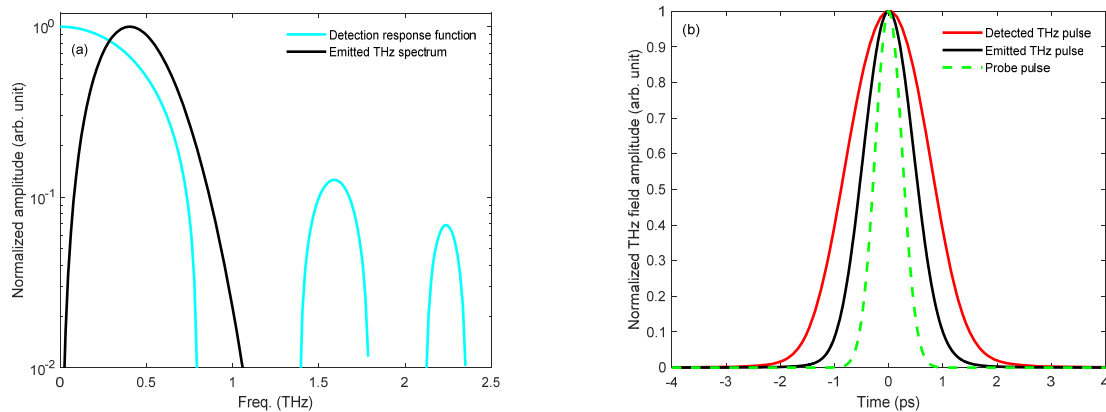 (a)
Detection response function
Emitted THz spectrum
Normalized amplitude (arb. unit)
10^0
10^-1
10^-2
0
0.5
1
1.5
2
2.5
Freq. (THz)
(b)
Detected THz pulse
Emitted THz pulse
Probe pulse
Normalized THz field amplitude (arb. unit)
1
0.9
0.8
0.7
0.6
0.5
0.4
0.3
0.2
0.1
0
-4
-3
-2
-1
0
1
2
3
4
Time (ps)